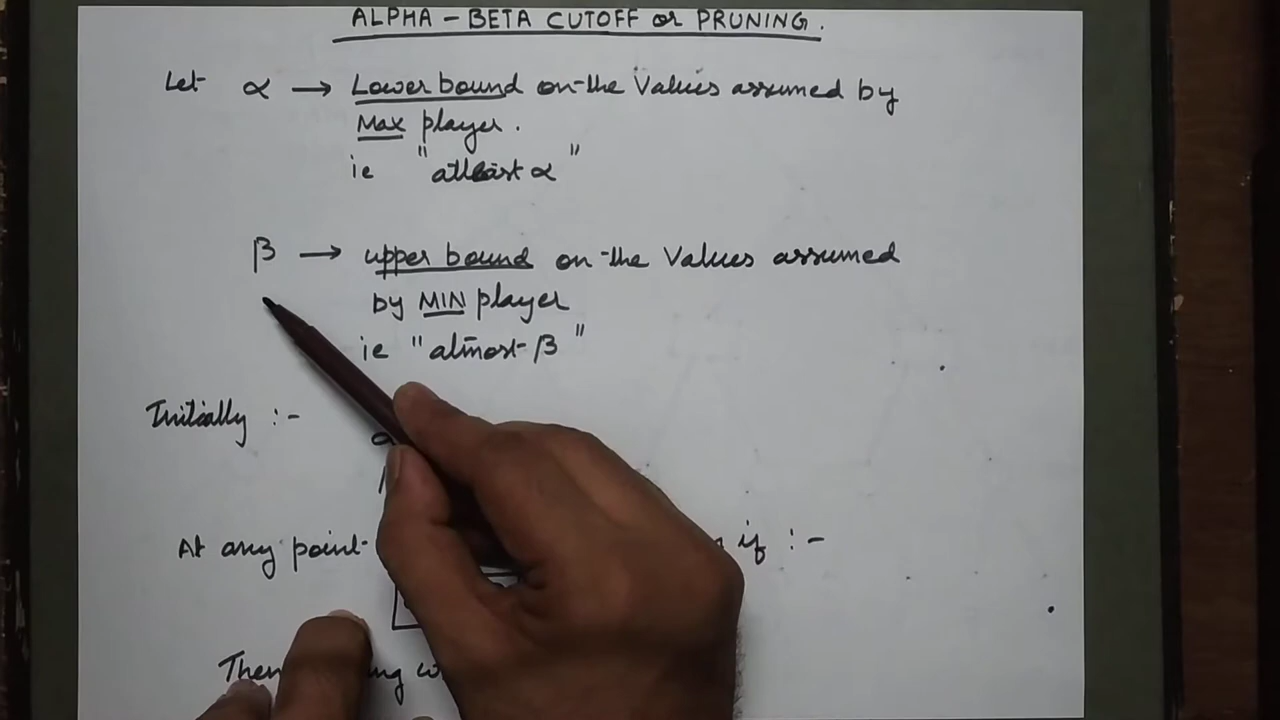 ALPHA - BETA CUTOFF or PRUNING.
Let α → Lower bound on the Values assumed by
Max player.
ie "atleast α"
β → upper bound on the Values assumed
by MIN player
ie "atmost β"
Initially :-
At any point if :-
Then